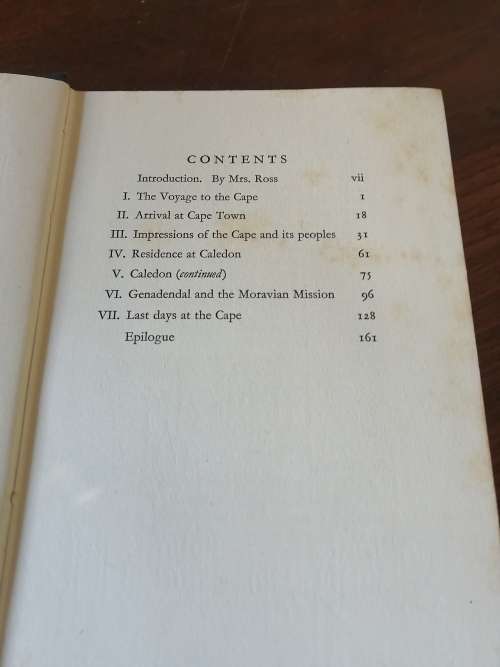 CONTENTS
Introduction. By Mrs. Ross vii
I. The Voyage to the Cape 1
II. Arrival at Cape Town 18
III. Impressions of the Cape and its peoples 31
IV. Residence at Caledon 61
V. Caledon (continued) 75
VI. Genadendal and the Moravian Mission 96
VII. Last days at the Cape 128
Epilogue 161